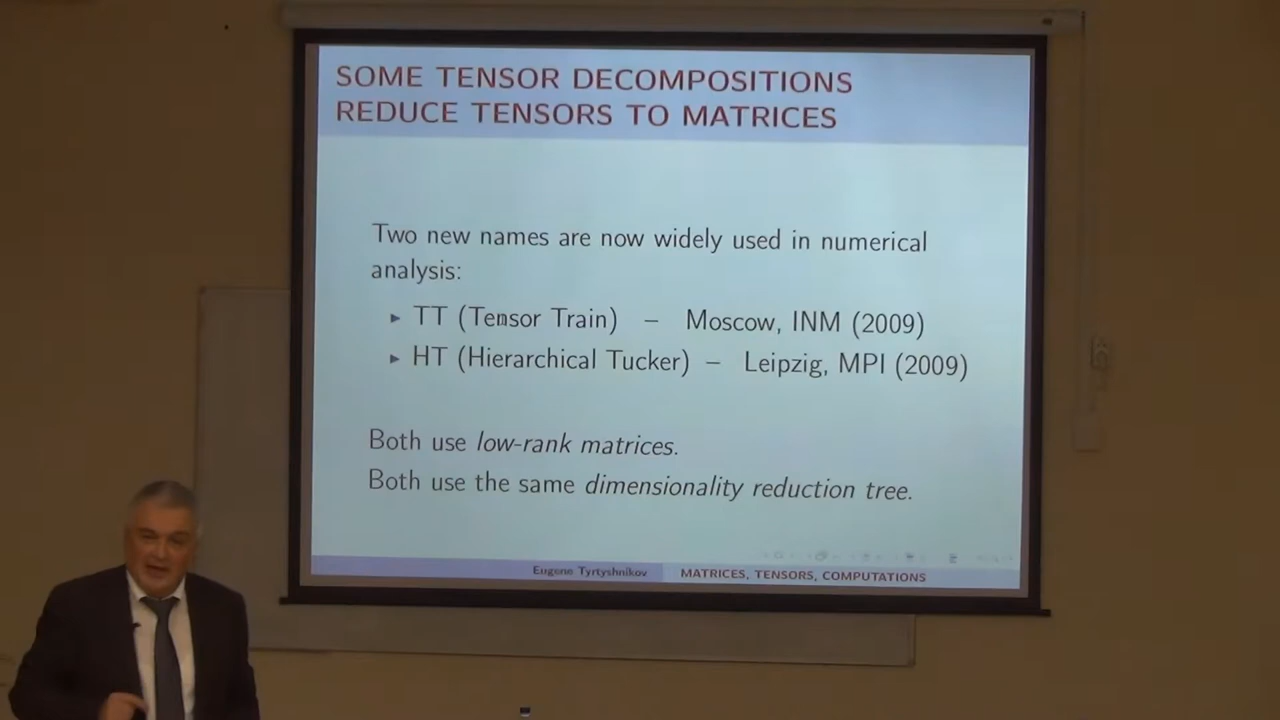 SOME TENSOR DECOMPOSITIONS
REDUCE TENSORS TO MATRICES
Two new names are now widely used in numerical
analysis:
▸ TT (Tensor Train) – Moscow, INM (2009)
▸ HT (Hierarchical Tucker) – Leipzig, MPI (2009)
Both use low-rank matrices.
Both use the same dimensionality reduction tree.
Eugene Tyrtyshnikov MATRICES, TENSORS, COMPUTATIONS